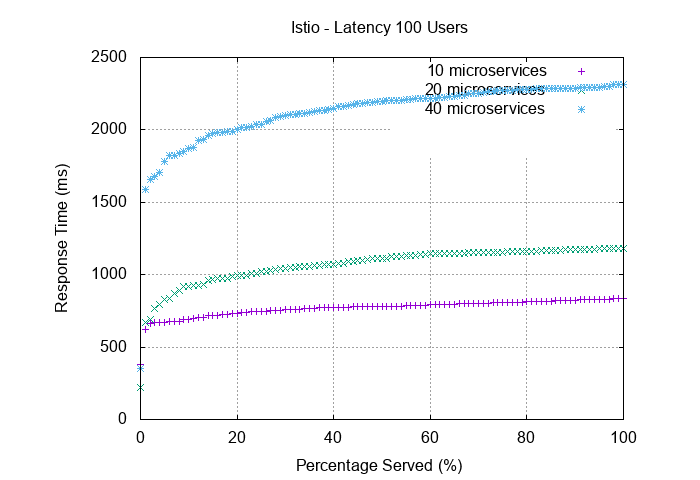 Istio - Latency 100 Users
2500
2000
1500
1000
500
0
Response Time (ms)
10 microservices
20 microservices
40 microservices
0 20 40 60 80 100
Percentage Served (%)